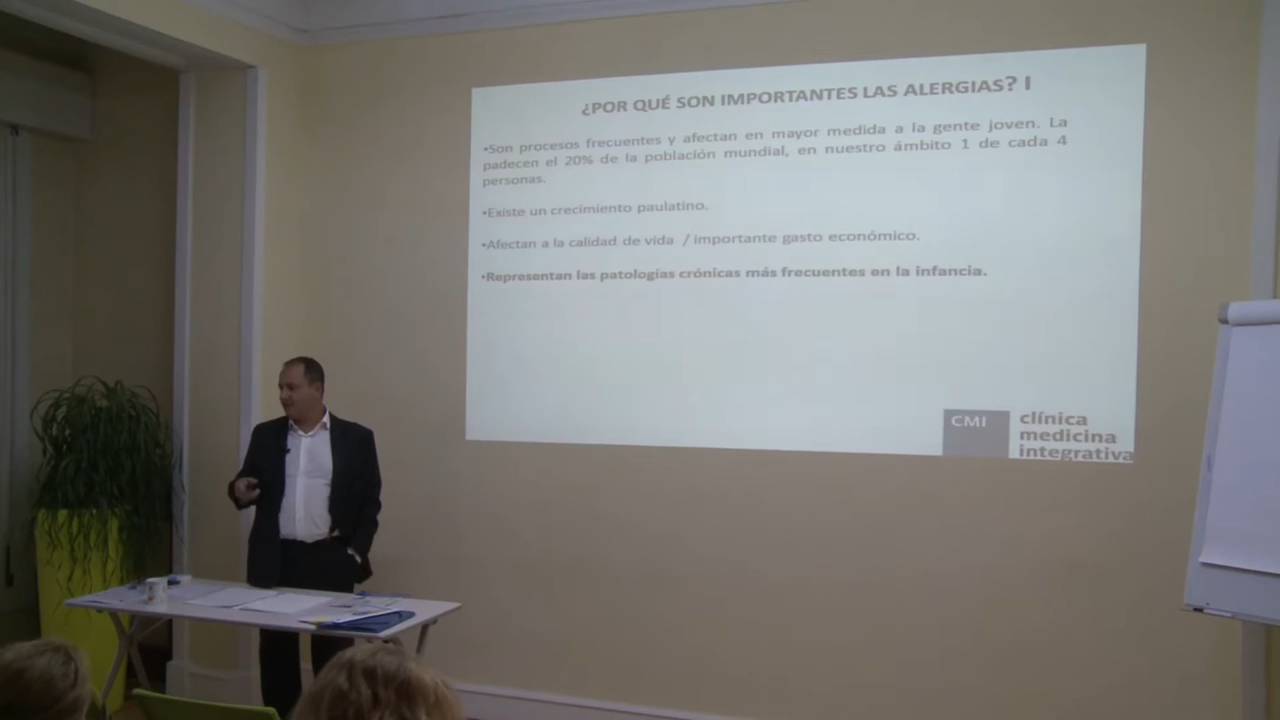 ¿POR QUÉ SON IMPORTANTES LAS ALERGIAS? I
•Son procesos frecuentes y afectan en mayor medida a la gente joven. La
padecen el 20% de la población mundial, en nuestro ámbito 1 de cada 4
personas.
•Existe un crecimiento paulatino.
•Afectan a la calidad de vida / importante gasto económico.
•Representan las patologías crónicas más frecuentes en la infancia.
CMI
clínica
medicina
integrativa